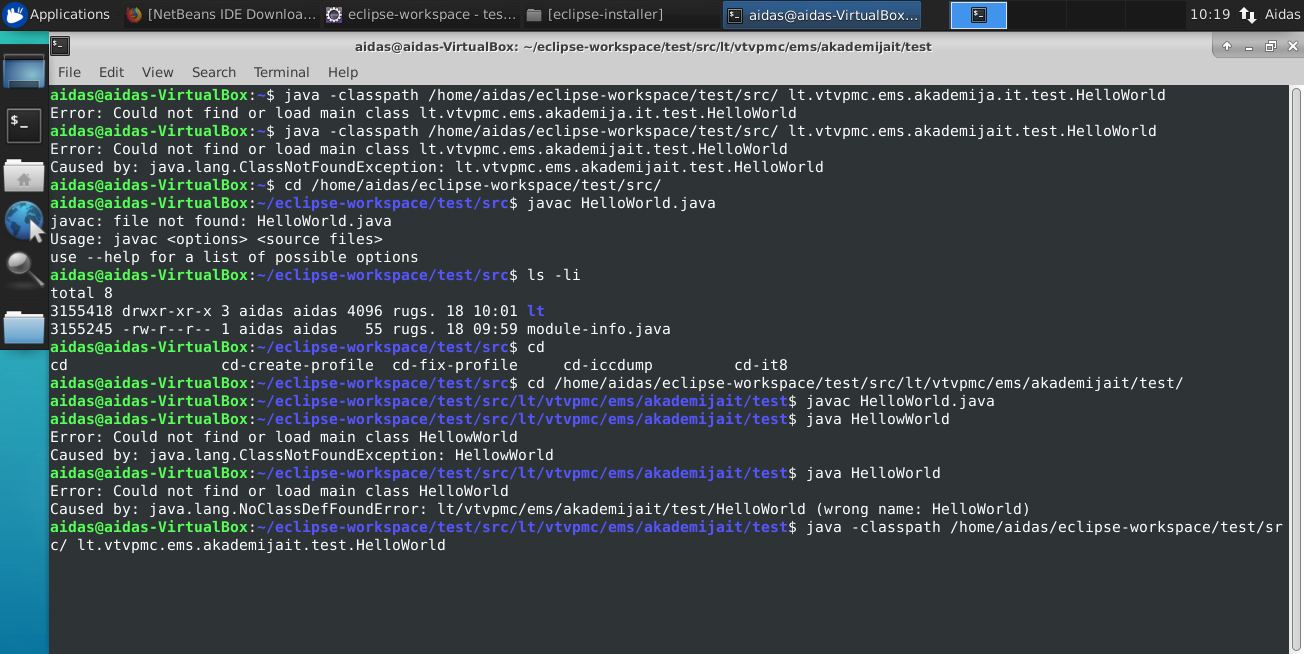 Applications [NetBeans IDE Downloa... eclipse-workspace - tes... [eclipse-installer] aidas@aidas-VirtualBox... 10:19 Aidas
aidas@aidas-VirtualBox: ~/eclipse-workspace/test/src/lt/vtvpmc/ems/akademijait/test
File Edit View Search Terminal Help
aidas@aidas-VirtualBox:~$ java -classpath /home/aidas/eclipse-workspace/test/src/ lt.vtvpmc.ems.akademija.it.test.HelloWorld
Error: Could not find or load main class lt.vtvpmc.ems.akademija.it.test.HelloWorld
aidas@aidas-VirtualBox:~$ java -classpath /home/aidas/eclipse-workspace/test/src/ lt.vtvpmc.ems.akademijait.test.HelloWorld
Error: Could not find or load main class lt.vtvpmc.ems.akademijait.test.HelloWorld
Caused by: java.lang.ClassNotFoundException: lt.vtvpmc.ems.akademijait.test.HelloWorld
aidas@aidas-VirtualBox:~$ cd /home/aidas/eclipse-workspace/test/src/
aidas@aidas-VirtualBox:~/eclipse-workspace/test/src$ javac HelloWorld.java
javac: file not found: HelloWorld.java
Usage: javac <options> <source files>
use --help for a list of possible options
aidas@aidas-VirtualBox:~/eclipse-workspace/test/src$ ls -li
total 8
3155418 drwxr-xr-x 3 aidas aidas 4096 rugs. 18 10:01 lt
3155245 -rw-r--r-- 1 aidas aidas   55 rugs. 18 09:59 module-info.java
aidas@aidas-VirtualBox:~/eclipse-workspace/test/src$ cd
cd                 cd-create-profile  cd-fix-profile     cd-iccdump         cd-it8
aidas@aidas-VirtualBox:~/eclipse-workspace/test/src$ cd /home/aidas/eclipse-workspace/test/src/lt/vtvpmc/ems/akademijait/test/
aidas@aidas-VirtualBox:~/eclipse-workspace/test/src/lt/vtvpmc/ems/akademijait/test$ javac HelloWorld.java
aidas@aidas-VirtualBox:~/eclipse-workspace/test/src/lt/vtvpmc/ems/akademijait/test$ java HellowWorld
Error: Could not find or load main class HellowWorld
Caused by: java.lang.ClassNotFoundException: HellowWorld
aidas@aidas-VirtualBox:~/eclipse-workspace/test/src/lt/vtvpmc/ems/akademijait/test$ java HelloWorld
Error: Could not find or load main class HelloWorld
Caused by: java.lang.NoClassDefFoundError: lt/vtvpmc/ems/akademijait/test/HelloWorld (wrong name: HelloWorld)
aidas@aidas-VirtualBox:~/eclipse-workspace/test/src/lt/vtvpmc/ems/akademijait/test$ java -classpath /home/aidas/eclipse-workspace/test/sr
c/ lt.vtvpmc.ems.akademijait.test.HelloWorld